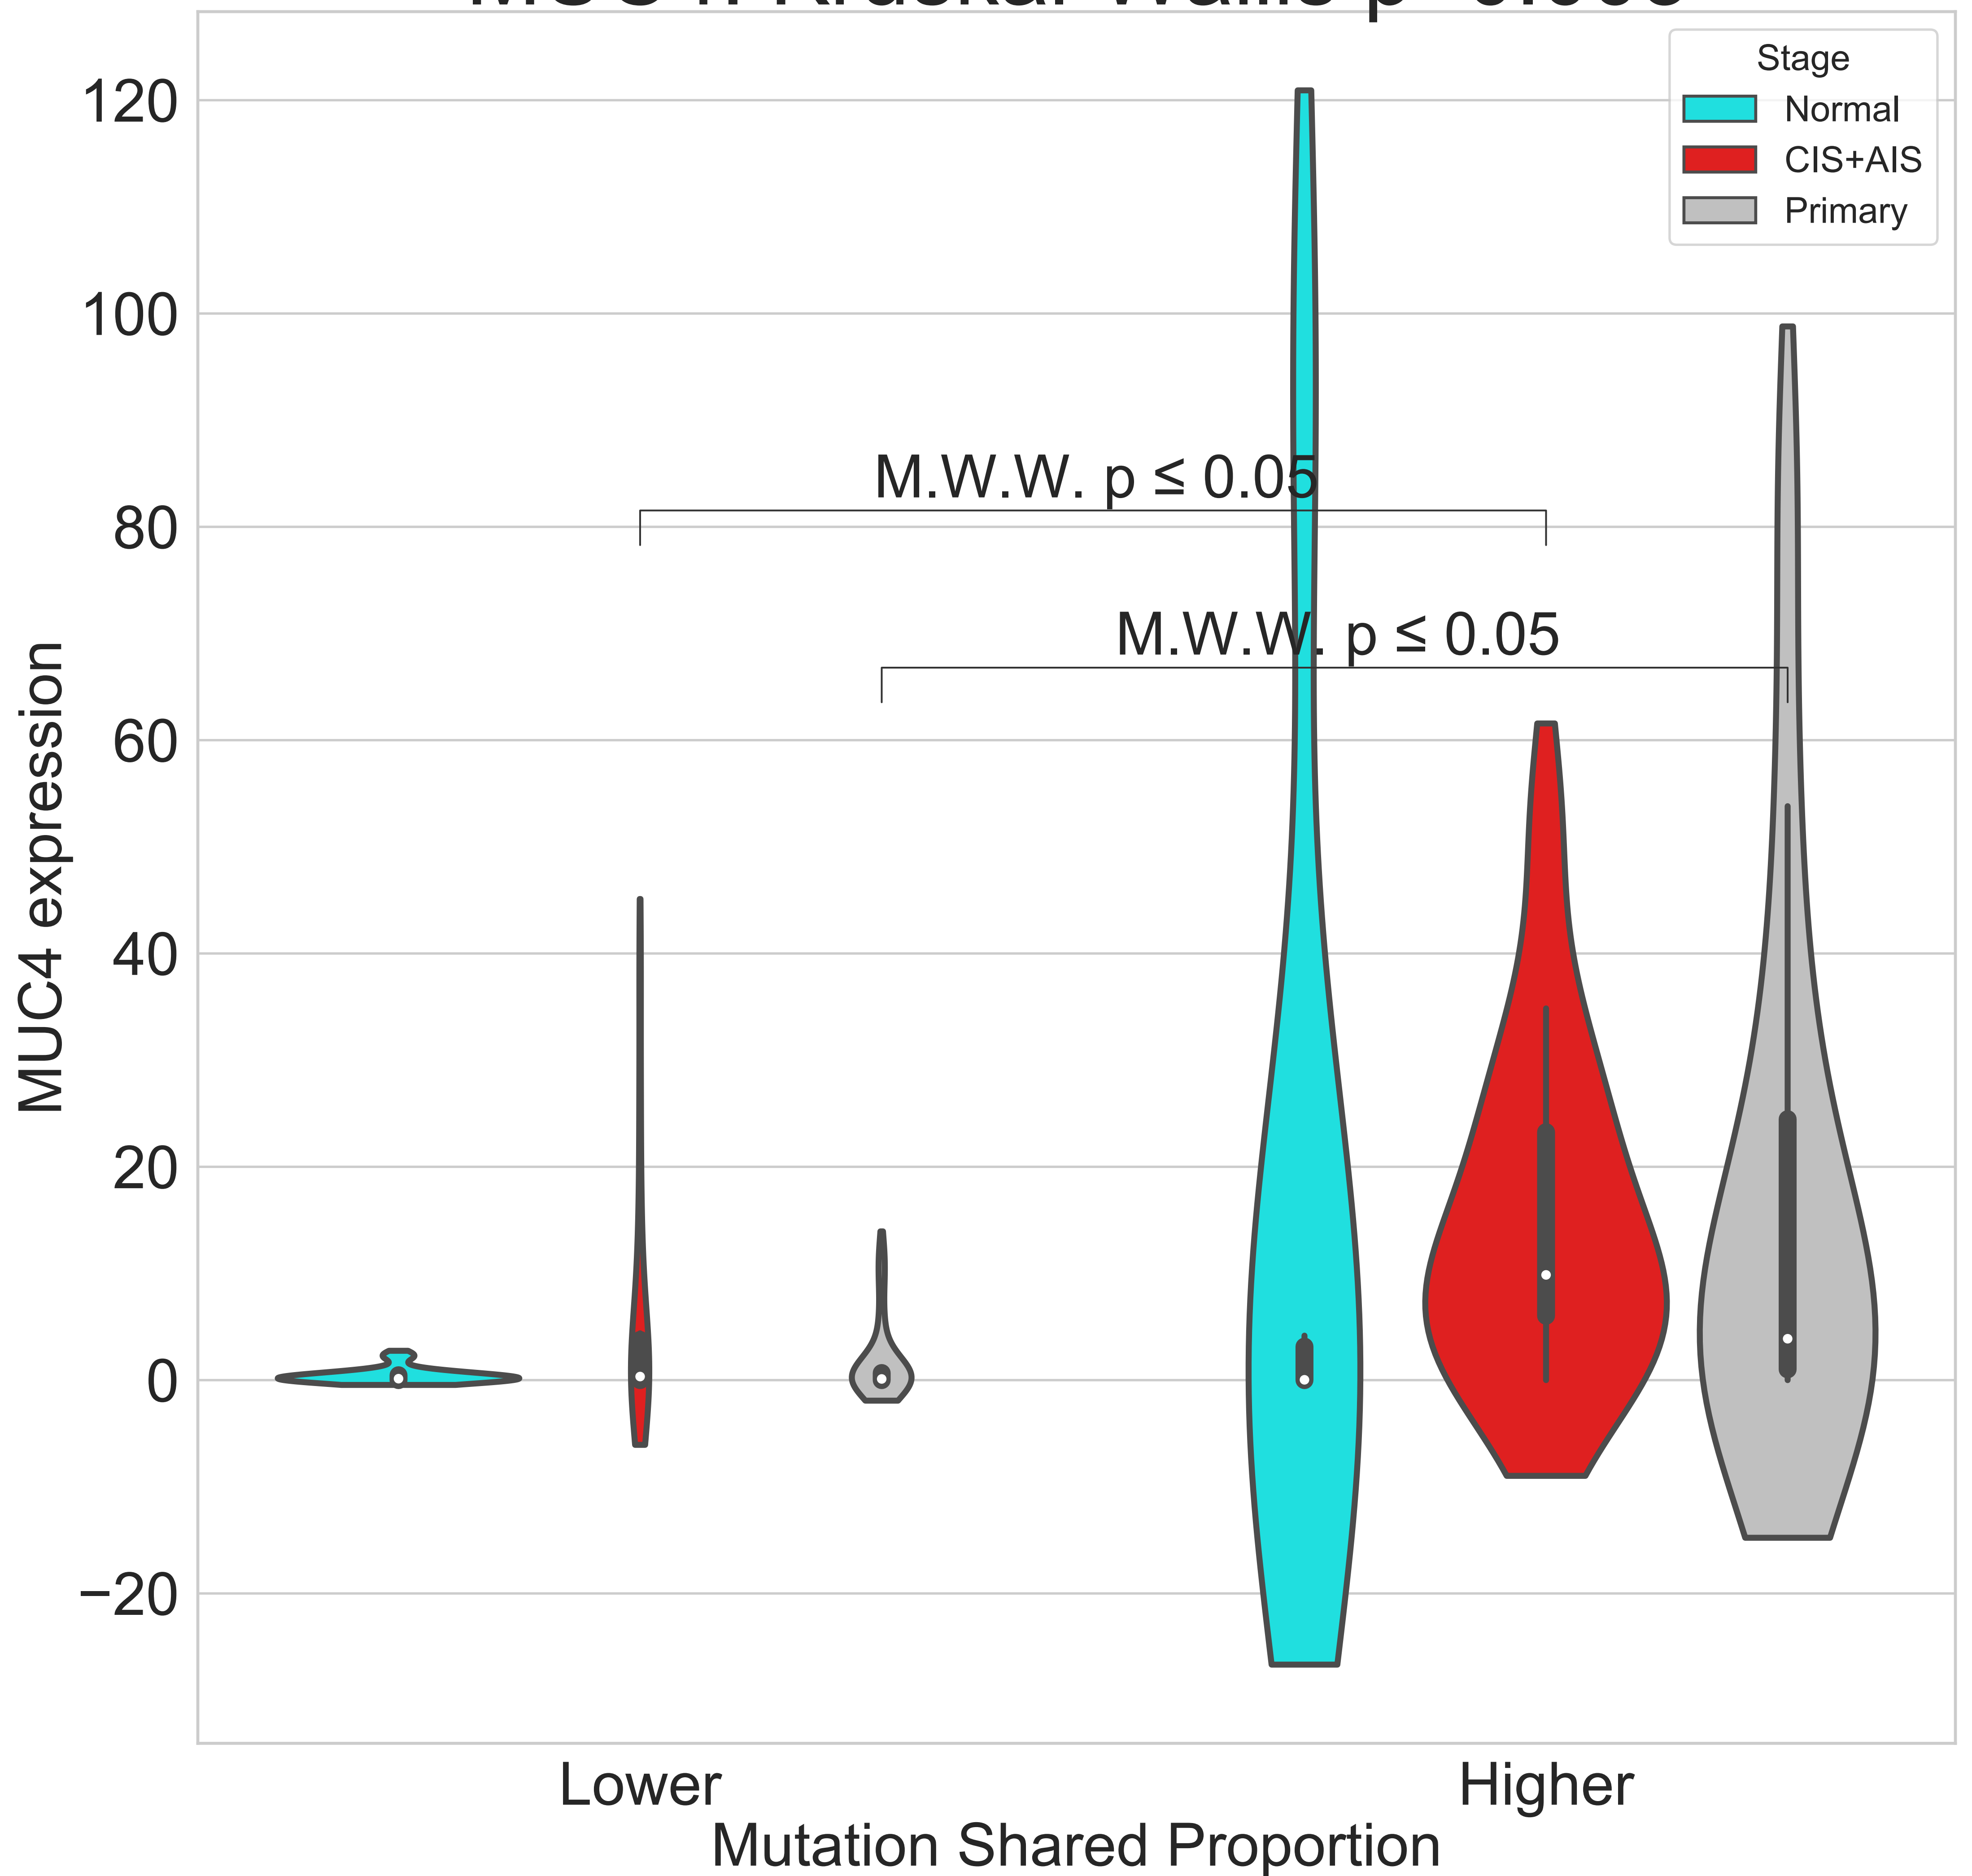 Stage
Normal
CIS+AIS
Primary
120
100
80
60
40
20
0
−20
MUC4 expression
M.W.W. p ≤ 0.05
M.W.W. p ≤ 0.05
Lower
Higher
Mutation Shared Proportion